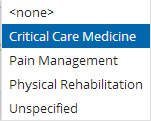 <none>
Critical Care Medicine
Pain Management
Physical Rehabilitation
Unspecified